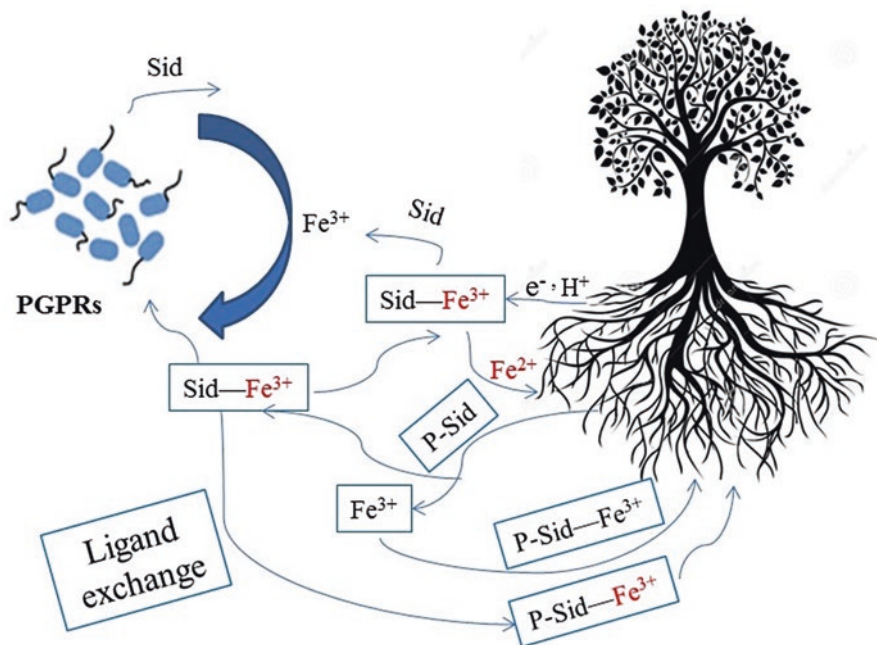 Sid
Fe³⁺
Sid
PGPRs
Sid—Fe³⁺
e⁻, H⁺
Sid—Fe³⁺
Fe²⁺
P-Sid
Fe³⁺
P-Sid—Fe³⁺
Ligand
exchange
P-Sid—Fe³⁺